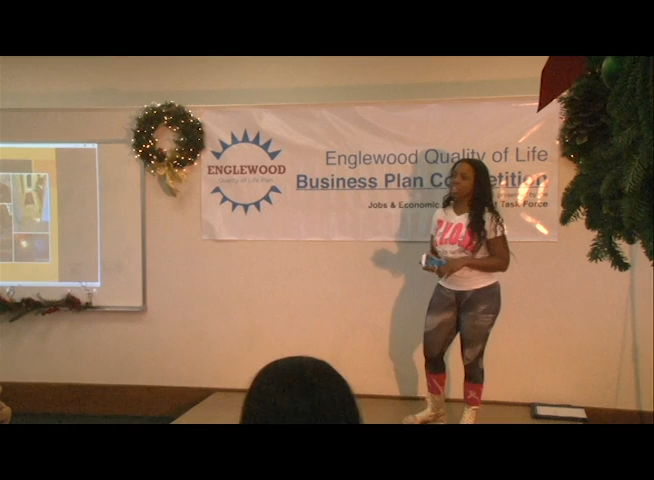 ENGLEWOOD
Quality of Life Plan
Englewood Quality of Life
Business Plan Competition
Jobs & Economic Task Force